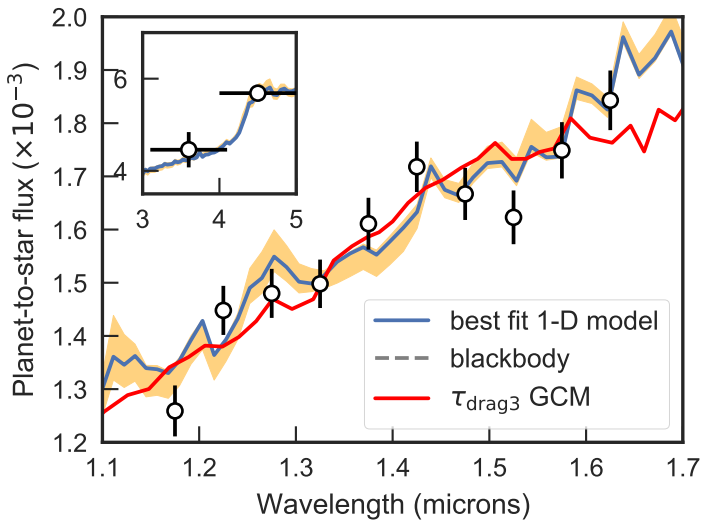 2.0
1.9
1.8
1.7
1.6
1.5
1.4
1.3
1.2
Planet-to-star flux (×10⁻³)
6
4
3 4 5
best fit 1-D model
blackbody
τdrag3 GCM
1.1 1.2 1.3 1.4 1.5 1.6 1.7
Wavelength (microns)